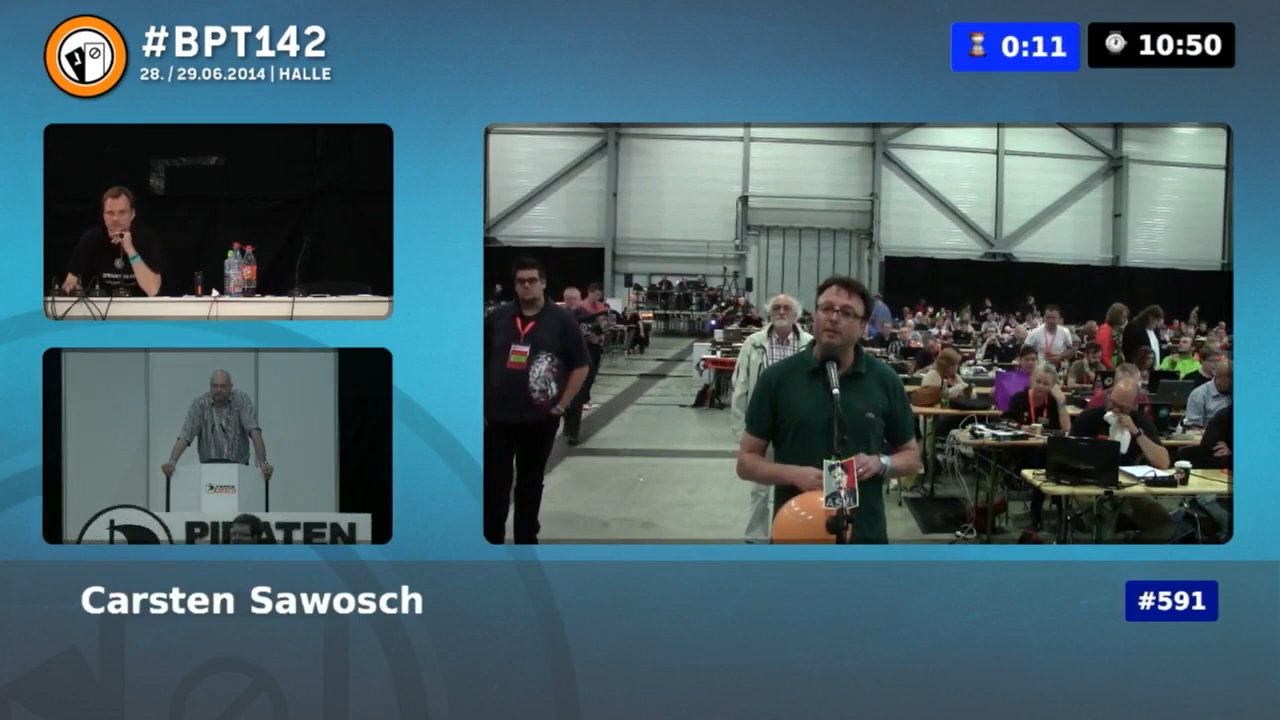 #BPT142
28. / 29.06.2014 | HALLE
0:11
10:50
PIRATEN
Carsten Sawosch
#591